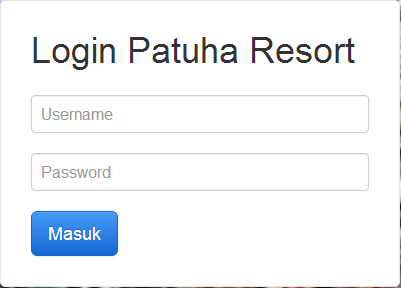 Login Patuha Resort
Username
Password
Masuk